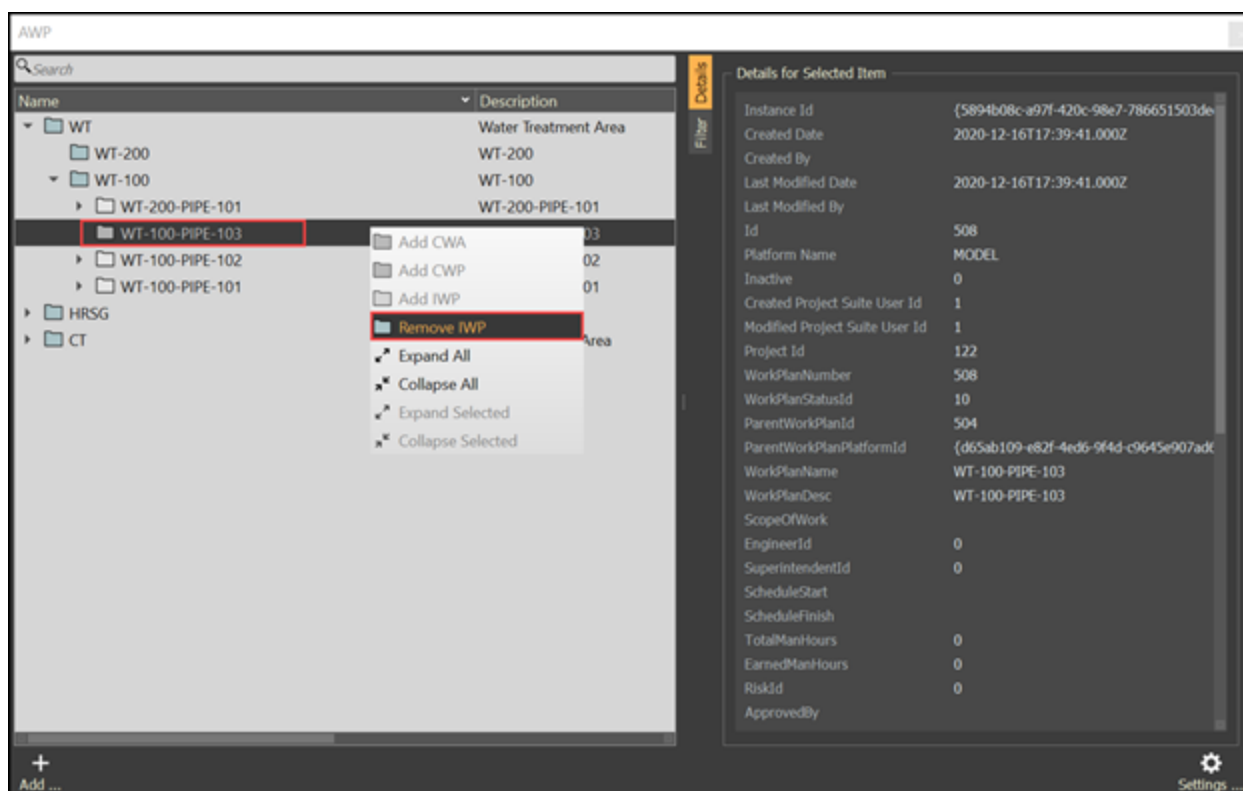 AWP
Search
Name Description
WT Water Treatment Area
WT-200 WT-200
WT-100 WT-100
WT-200-PIPE-101 WT-200-PIPE-101
WT-100-PIPE-103 03
WT-100-PIPE-102 02
WT-100-PIPE-101 01
HRSG
CT Area
Add CWA
Add CWP
Add IWP
Remove IWP
Expand All
Collapse All
Expand Selected
Collapse Selected
Details
Filter
Details for Selected Item
Instance Id {5894b08c-a97f-420c-98e7-786651503de
Created Date 2020-12-16T17:39:41.000Z
Created By
Last Modified Date 2020-12-16T17:39:41.000Z
Last Modified By
Id 508
Platform Name MODEL
Inactive 0
Created Project Suite User Id 1
Modified Project Suite User Id 1
Project Id 122
WorkPlanNumber 508
WorkPlanStatusId 10
ParentWorkPlanId 504
ParentWorkPlanPlatformId {d65ab109-e82f-4ed6-9f4d-c9645e907ad6
WorkPlanName WT-100-PIPE-103
WorkPlanDesc WT-100-PIPE-103
ScopeOfWork
EngineerId 0
SuperintendentId 0
ScheduleStart
ScheduleFinish
TotalManHours 0
EarnedManHours 0
RiskId 0
ApprovedBy
Add ...
Settings ...